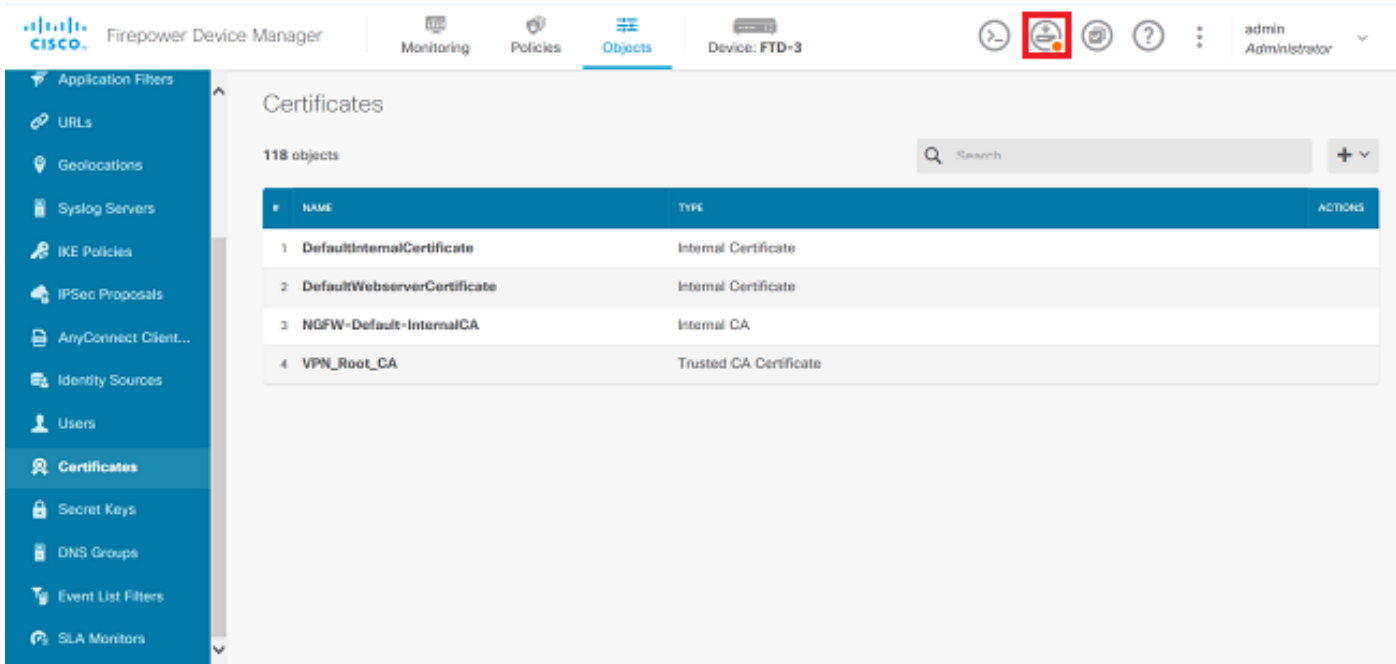 CISCO Firepower Device Manager
Monitoring
Policies
Objects
Device: FTD-3
admin
Administrator
Application Filters
URLs
Geolocations
Syslog Servers
IKE Policies
IPSec Proposals
AnyConnect Client...
Identity Sources
Users
Certificates
Secret Keys
DNS Groups
Event List Filters
SLA Monitors
Certificates
118 objects
Search
# NAME TYPE ACTIONS
1 DefaultInternalCertificate Internal Certificate
2 DefaultWebserverCertificate Internal Certificate
3 NGFW-Default-InternalCA Internal CA
4 VPN_Root_CA Trusted CA Certificate